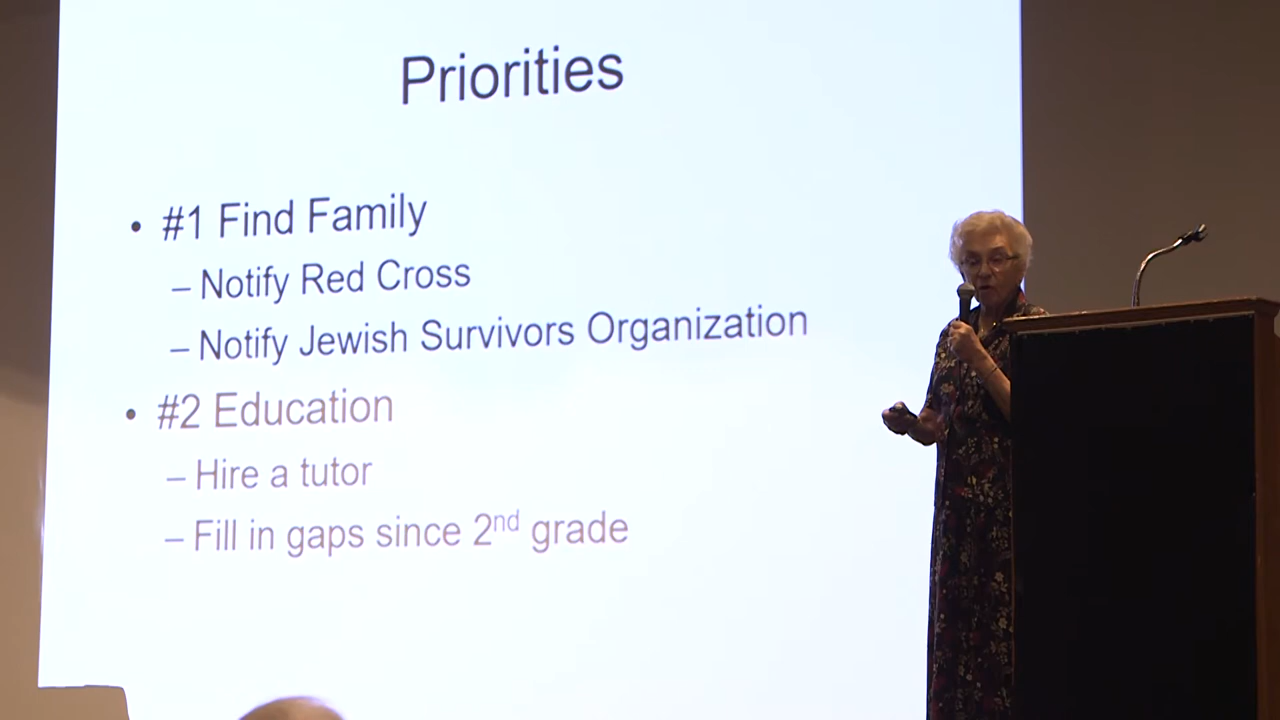 Priorities
• #1 Find Family
– Notify Red Cross
– Notify Jewish Survivors Organization
• #2 Education
– Hire a tutor
– Fill in gaps since 2nd grade